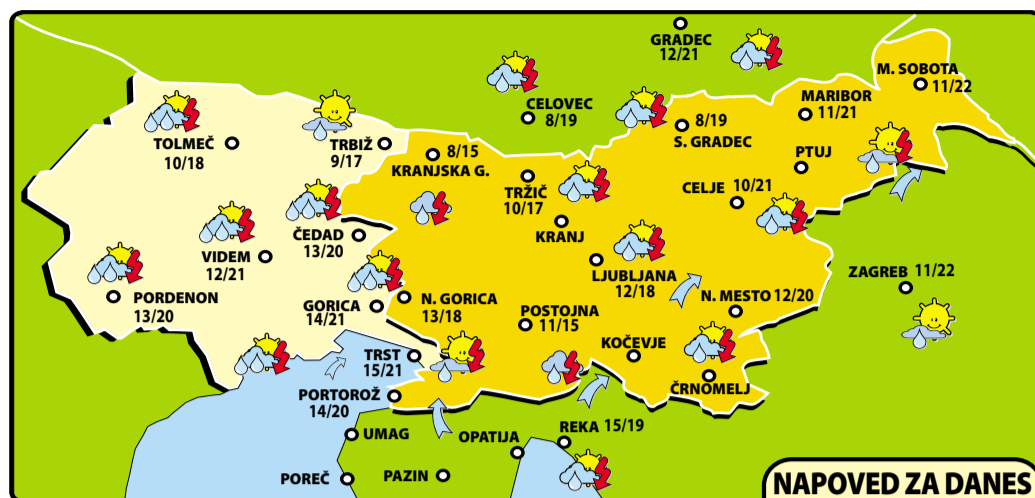 GRADEC
12/21
M. SOBOTA
11/22
CELOVEC
8/19
MARIBOR
11/21
8/19
S. GRADEC
TOLMEČ
10/18
TRBIŽ
9/17
8/15
KRANJSKA G.
PTUJ
TRŽIČ
10/17
CELJE 10/21
KRANJ
ČEDAD
13/20
VIDEM
12/21
LJUBLJANA
12/18
ZAGREB 11/22
PORDENON
13/20
GORICA
14/21
N. GORICA
13/18
N. MESTO 12/20
POSTOJNA
11/15
KOČEVJE
TRST
15/21
ČRNOMELJ
PORTOROŽ
14/20
UMAG
OPATIJA
REKA 15/19
POREČ
PAZIN
NAPOVED ZA DANES